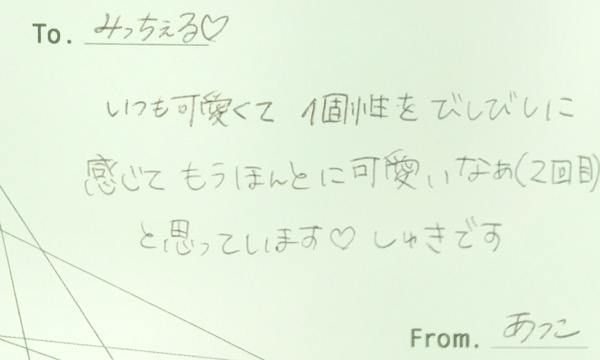 To. みっちぇる♡
いつも可愛くて 個性をびしびしに
感じて もうほんとに可愛いなぁ(2回目)
と思っています♡ しゅきです
From. あっこ